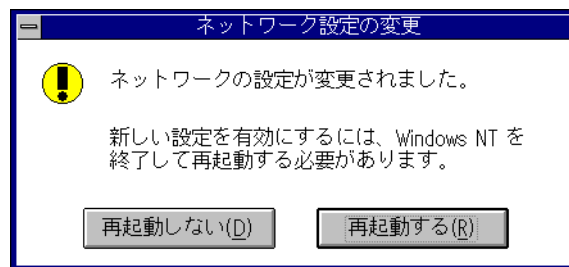 ネットワーク設定の変更
ネットワークの設定が変更されました。
新しい設定を有効にするには、Windows NT を
終了して再起動する必要があります。
再起動しない(D)
再起動する(R)